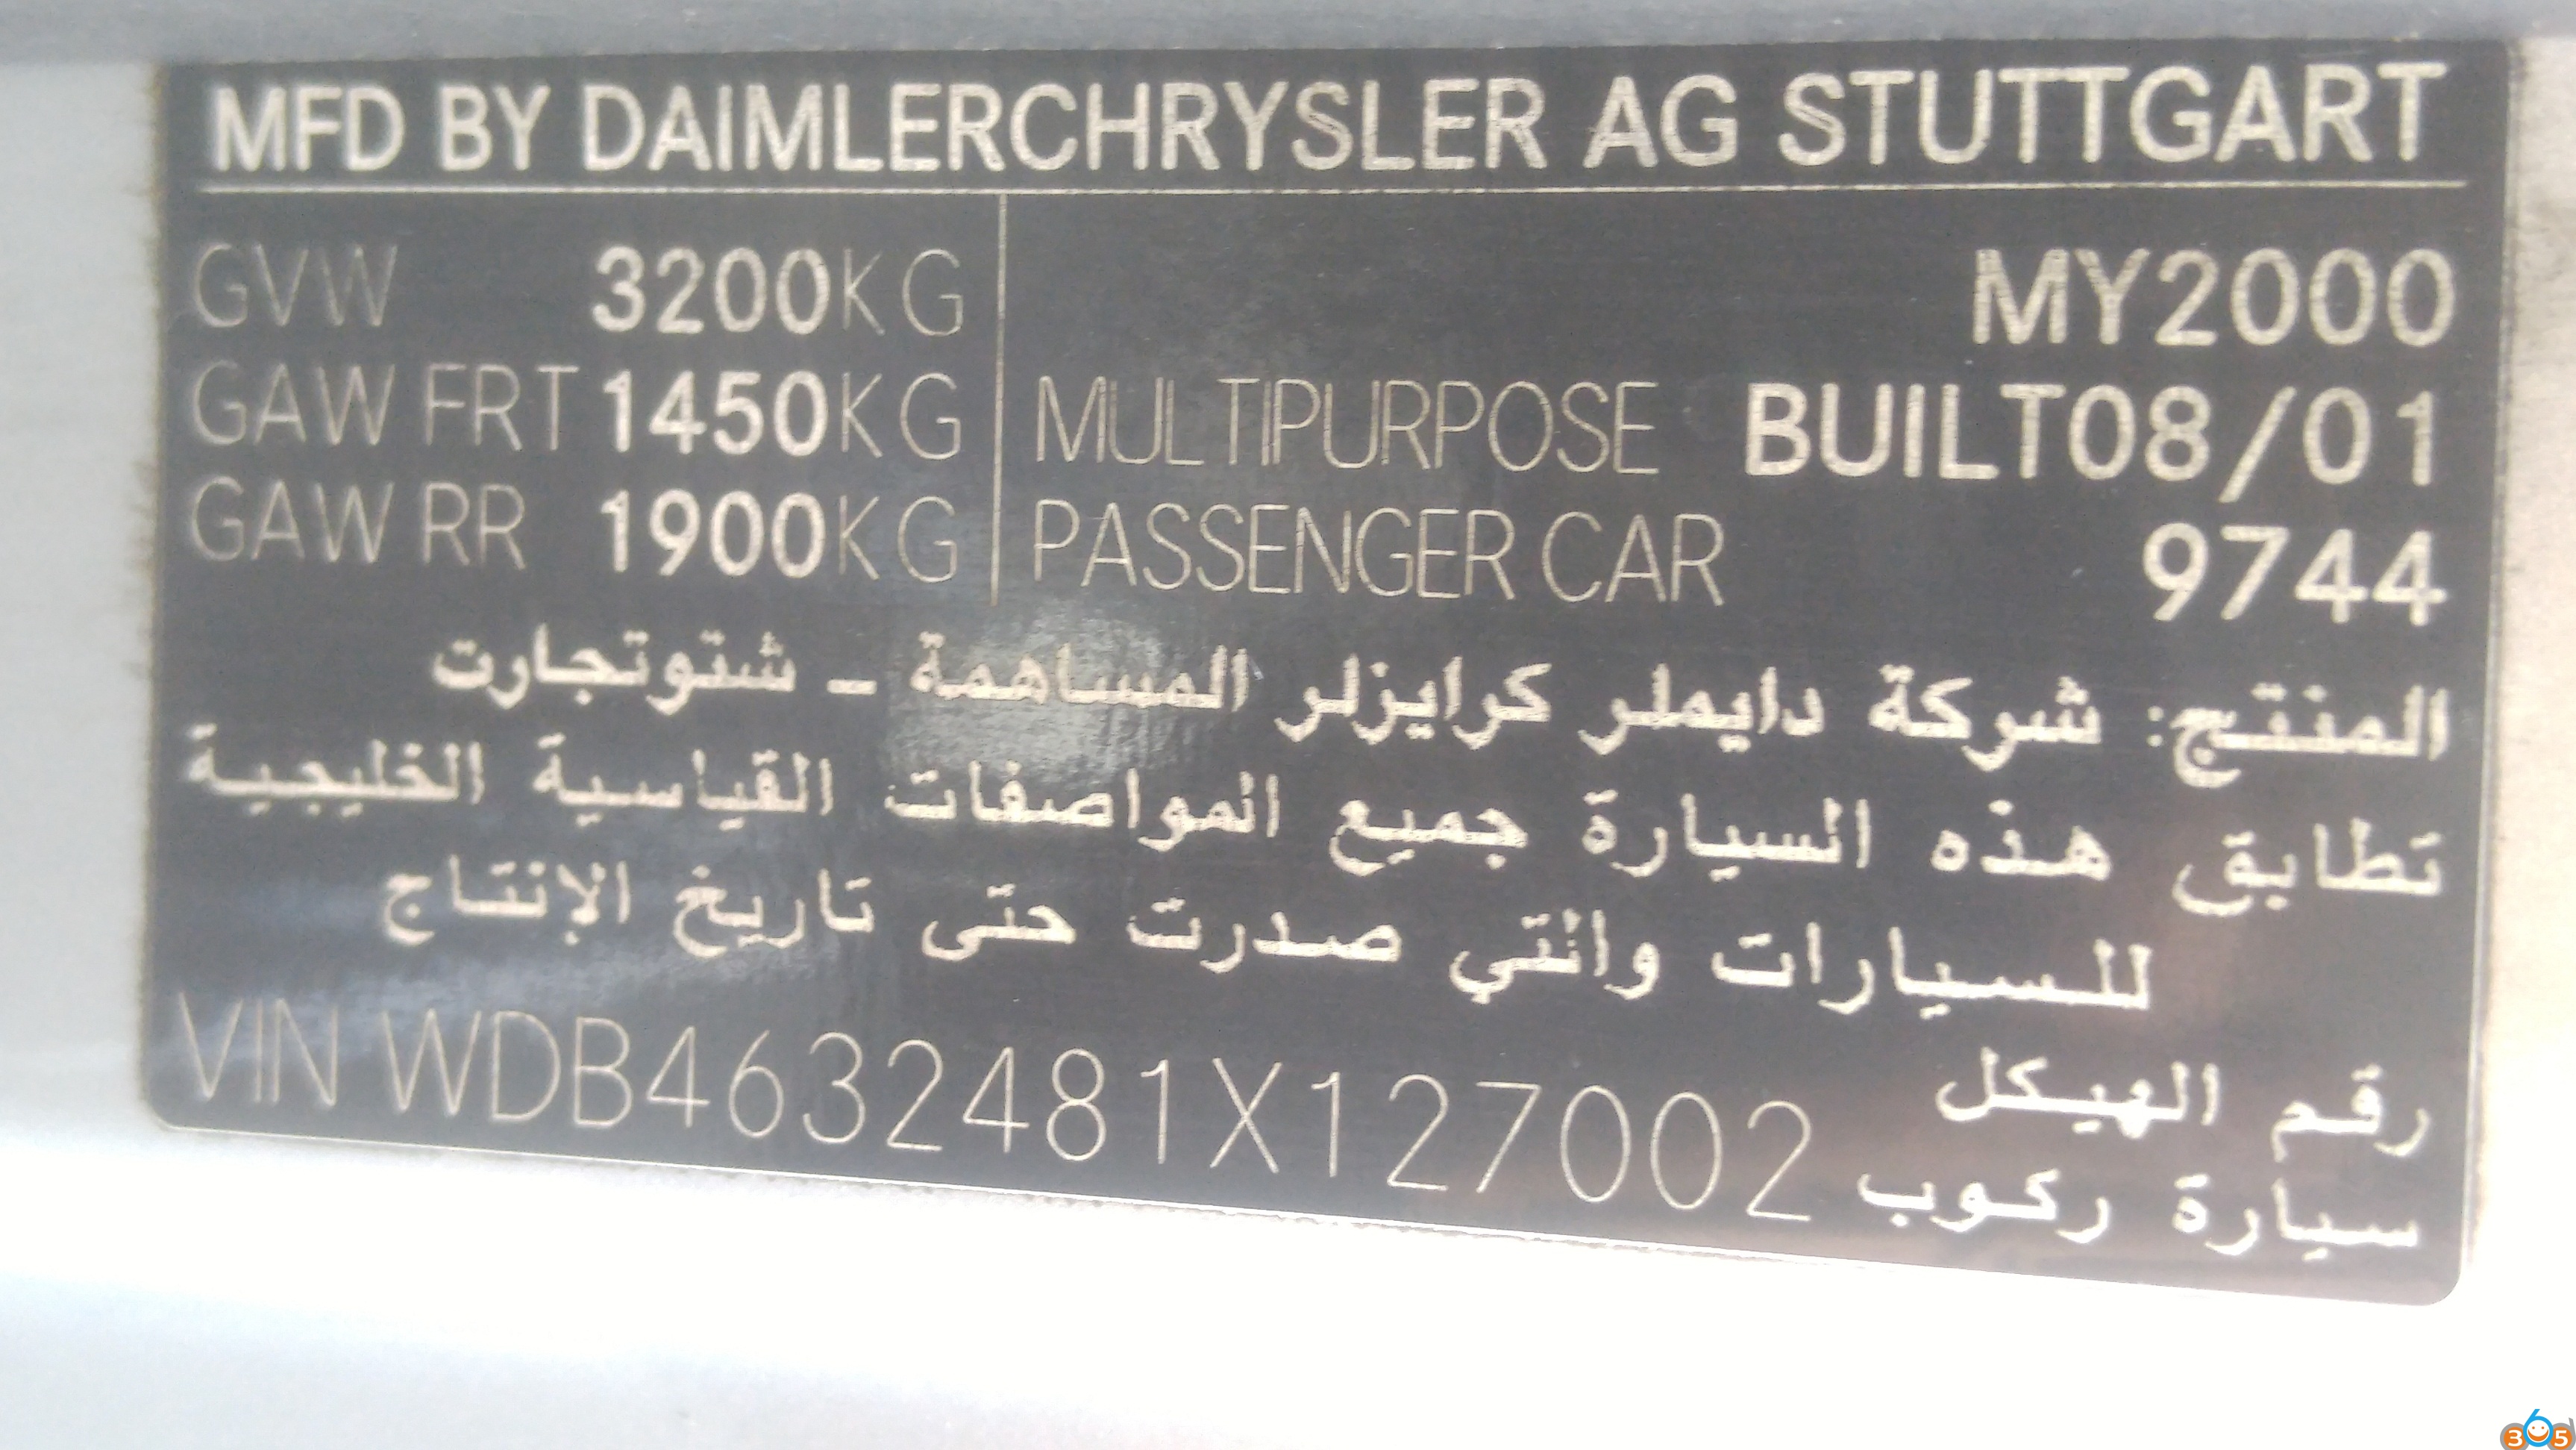 MFD BY DAIMLERCHRYSLER AG STUTTGART
GVW 3200KG MY2000
GAW FRT 1450KG MULTIPURPOSE BUILT08/01
GAW RR 1900KG PASSENGER CAR 9744
المنتج: شركة دايملر كرايزلر المساهمة - شتوتجارت
تطابق هذه السيارة جميع المواصفات القياسية الخليجية
للسيارات والتي صدرت حتى تاريخ الإنتاج
VIN WDB4632481X127002 رقم الهيكل
سيارة ركوب
365